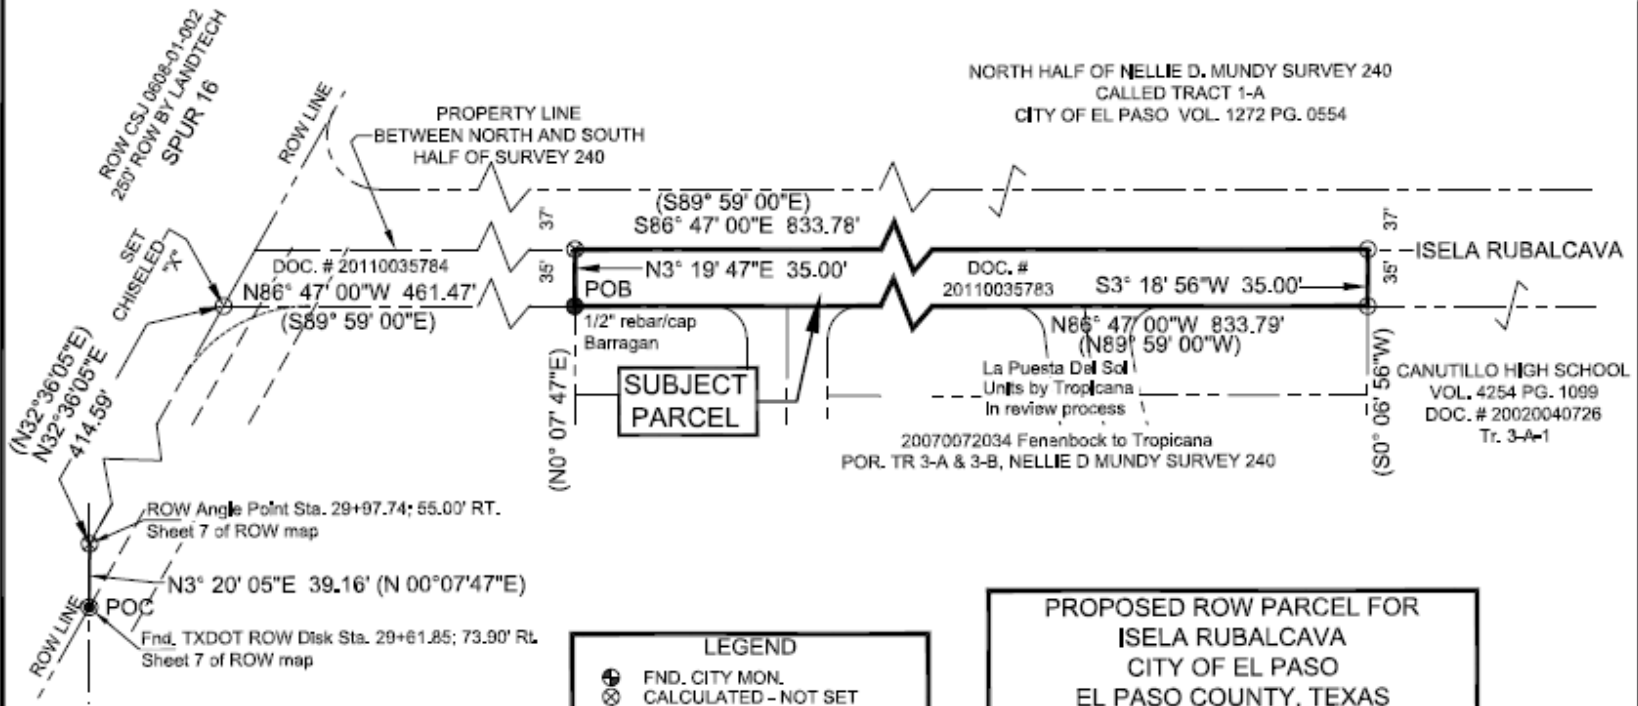 ROW CSJ 0608-01-002
250' ROW BY LANDTECH
SPUR 16
ROW LINE
PROPERTY LINE
BETWEEN NORTH AND SOUTH
HALF OF SURVEY 240
NORTH HALF OF NELLIE D. MUNDY SURVEY 240
CALLED TRACT 1-A
CITY OF EL PASO VOL. 1272 PG. 0554
SET
CHISELED
"X"
(S89° 59' 00"E)
S86° 47' 00"E 833.78'
37'
35'
37'
35'
ISELA RUBALCAVA
DOC. # 20110035784
N86° 47' 00"W 461.47'
(S89° 59' 00"E)
N3° 19' 47"E 35.00'
POB
DOC. #
20110035783
S3° 18' 56"W 35.00'
1/2" rebar/cap
Barragan
N86° 47' 00"W 833.79'
(N89° 59' 00"W)
(N32°36'05"E)
N32°36'05"E
414.59'
(N0° 07' 47"E)
SUBJECT
PARCEL
La Puesta Del Sol
Units by Tropicana
In review process
(S0° 06' 56"W)
CANUTILLO HIGH SCHOOL
VOL. 4254 PG. 1099
DOC. # 20020040726
Tr. 3-A-1
20070072034 Fenenbock to Tropicana
POR. TR 3-A & 3-B, NELLIE D MUNDY SURVEY 240
ROW Angle Point Sta. 29+97.74; 55.00' RT.
Sheet 7 of ROW map
N3° 20' 05"E 39.16' (N 00°07'47"E)
POC
ROW LINE
Fnd. TXDOT ROW Disk Sta. 29+61.85; 73.90' Rt.
Sheet 7 of ROW map
LEGEND
FND. CITY MON.
CALCULATED - NOT SET
PROPOSED ROW PARCEL FOR
ISELA RUBALCAVA
CITY OF EL PASO
EL PASO COUNTY, TEXAS